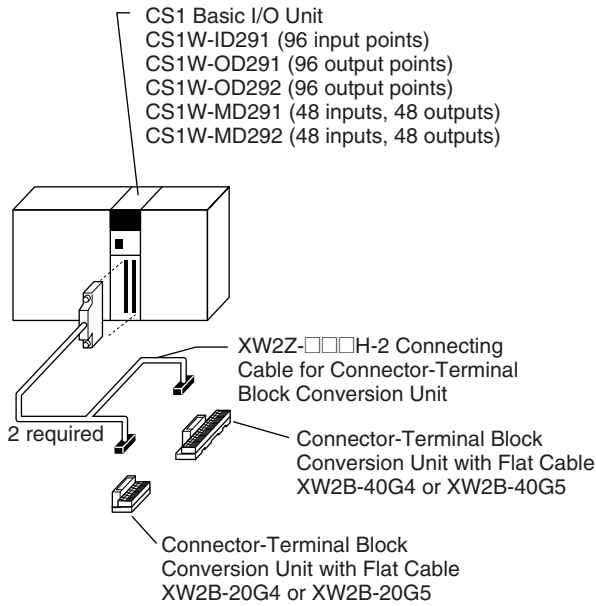 CS1 Basic I/O Unit
CS1W-ID291 (96 input points)
CS1W-OD291 (96 output points)
CS1W-OD292 (96 output points)
CS1W-MD291 (48 inputs, 48 outputs)
CS1W-MD292 (48 inputs, 48 outputs)
XW2Z-□□□H-2 Connecting
Cable for Connector-Terminal
Block Conversion Unit
2 required
Connector-Terminal Block
Conversion Unit with Flat Cable
XW2B-40G4 or XW2B-40G5
Connector-Terminal Block
Conversion Unit with Flat Cable
XW2B-20G4 or XW2B-20G5